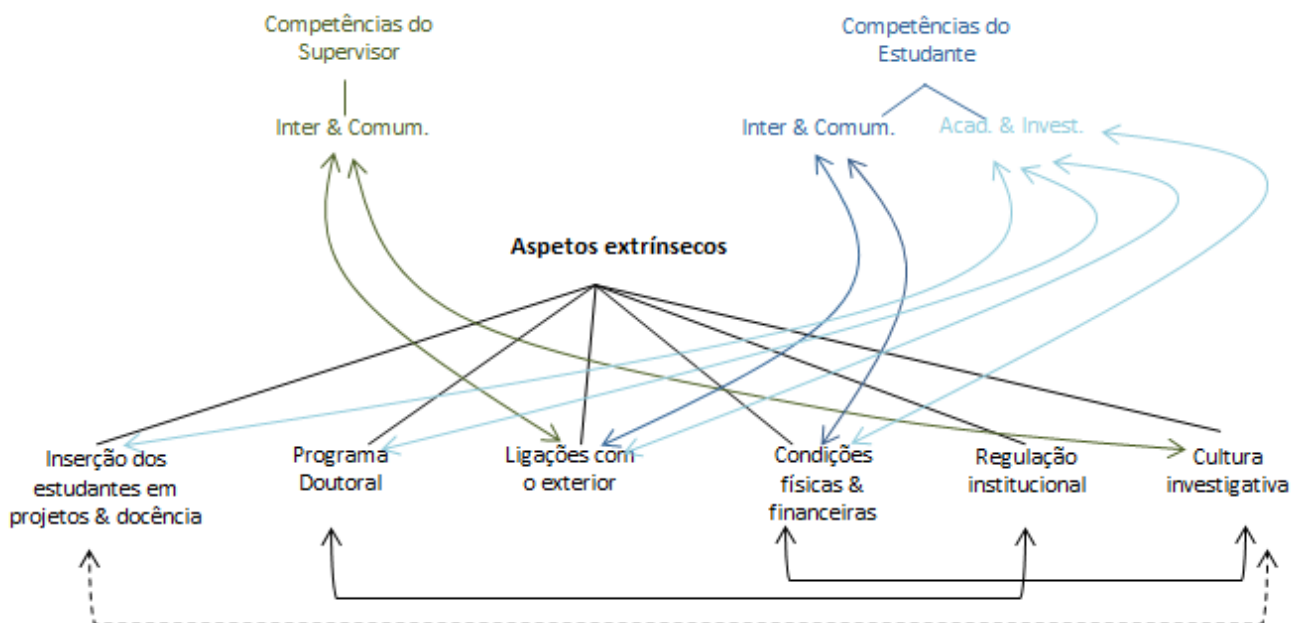 Competências do
Supervisor
Competências do
Estudante
Inter & Comum.
Inter & Comum.
Acad. & Invest.
Aspetos extrínsecos
Inserção dos
estudantes em
projetos & docência
Programa
Doutoral
Ligações com
o exterior
Condições
físicas &
financeiras
Regulação
institucional
Cultura
investigativa